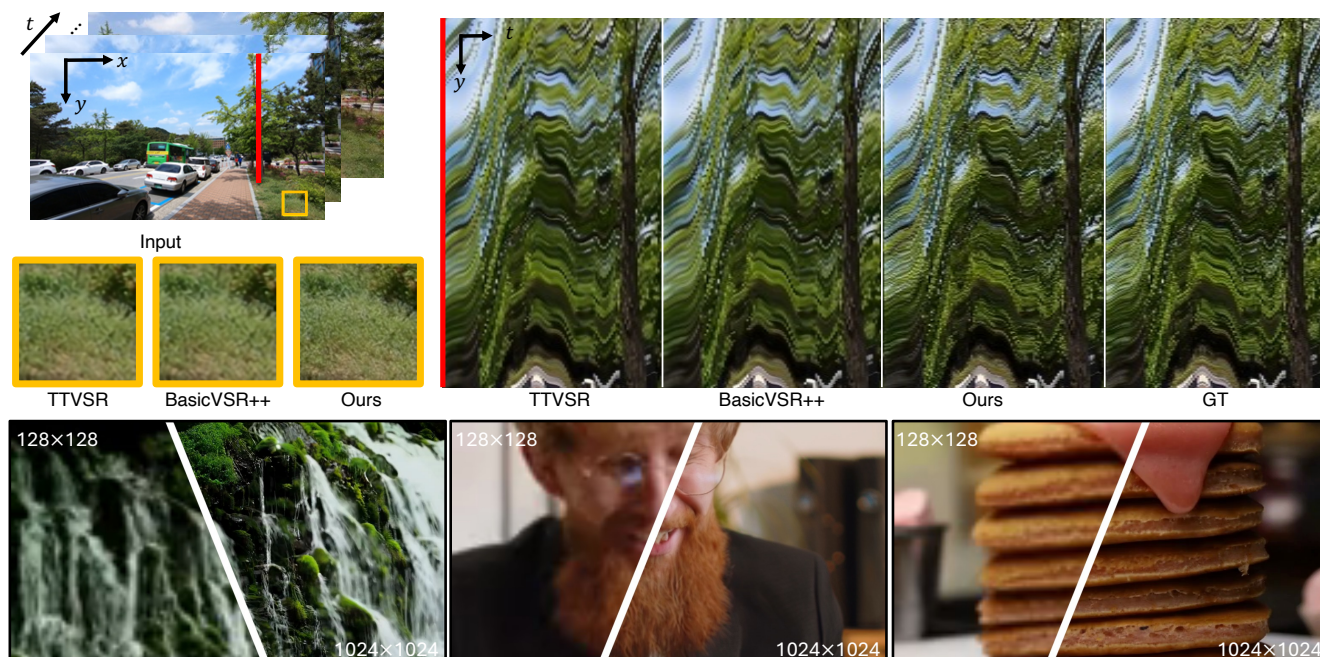 t
x
y
Input
TTVSR
BasicVSR++
Ours
t
y
TTVSR
BasicVSR++
Ours
GT
128×128
1024×1024
128×128
1024×1024
128×128
1024×1024